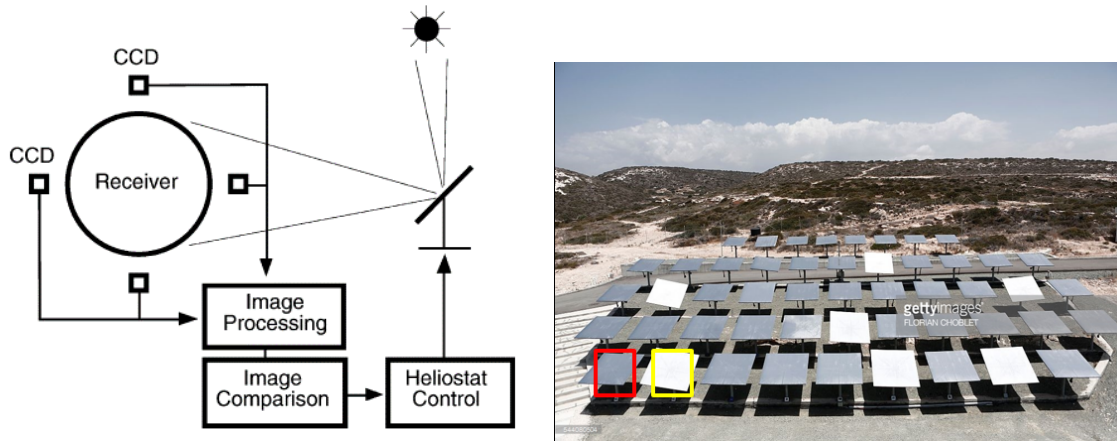 CCD
CCD
Receiver
Image
Processing
Image
Comparison
Heliostat
Control
gettyimages®
FLORIAN CHOBLET